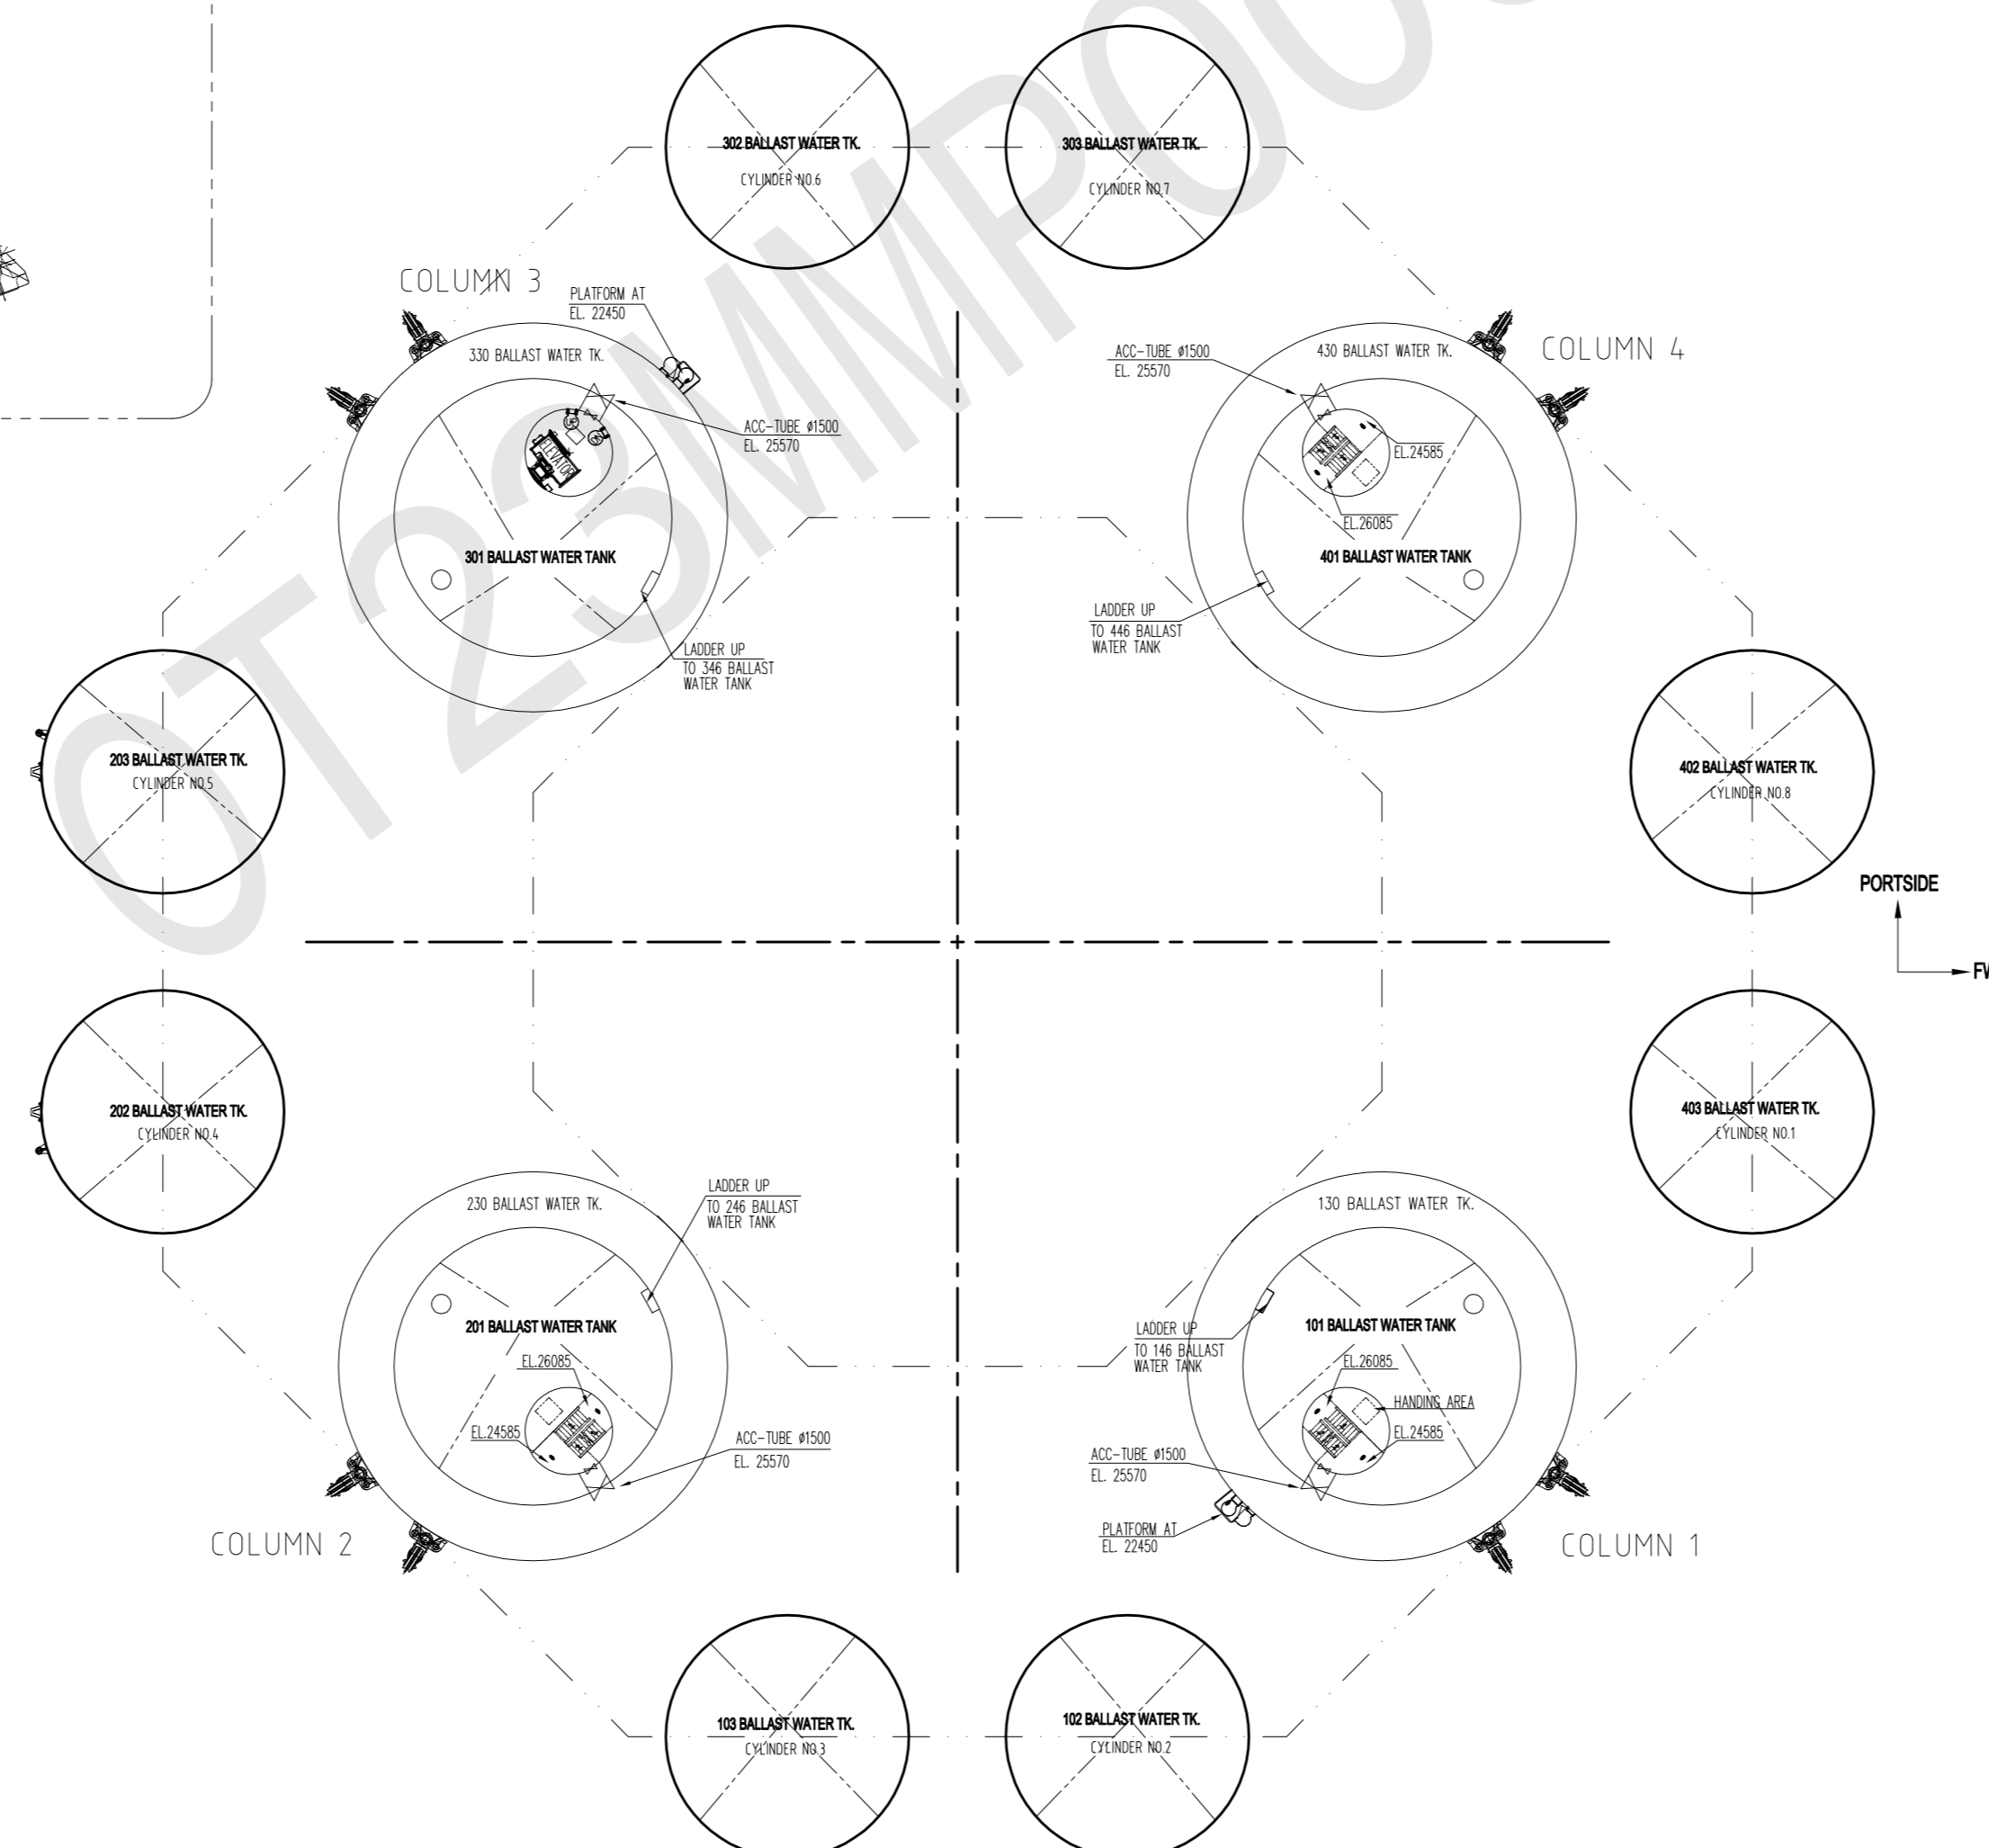 302 BALLAST WATER TK.
CYLINDER NO.6
303 BALLAST WATER TK.
CYLINDER NO.7
COLUMN 3
PLATFORM AT
EL. 22450
330 BALLAST WATER TK.
ACC-TUBE ø1500
EL. 25570
ELEVATOR
301 BALLAST WATER TANK
LADDER UP
TO 346 BALLAST
WATER TANK
COLUMN 4
430 BALLAST WATER TK.
ACC-TUBE ø1500
EL. 25570
EL.24585
EL.26085
401 BALLAST WATER TANK
LADDER UP
TO 446 BALLAST
WATER TANK
203 BALLAST WATER TK.
CYLINDER NO.5
402 BALLAST WATER TK.
CYLINDER NO.8
PORTSIDE
202 BALLAST WATER TK.
CYLINDER NO.4
403 BALLAST WATER TK.
CYLINDER NO.1
230 BALLAST WATER TK.
LADDER UP
TO 246 BALLAST
WATER TANK
201 BALLAST WATER TANK
EL.26085
EL.24585
ACC-TUBE ø1500
EL. 25570
COLUMN 2
130 BALLAST WATER TK.
LADDER UP
TO 146 BALLAST
WATER TANK
101 BALLAST WATER TANK
EL.26085
HANDING AREA
EL.24585
ACC-TUBE ø1500
EL. 25570
PLATFORM AT
EL. 22450
COLUMN 1
103 BALLAST WATER TK.
CYLINDER NO.3
102 BALLAST WATER TK.
CYLINDER NO.2